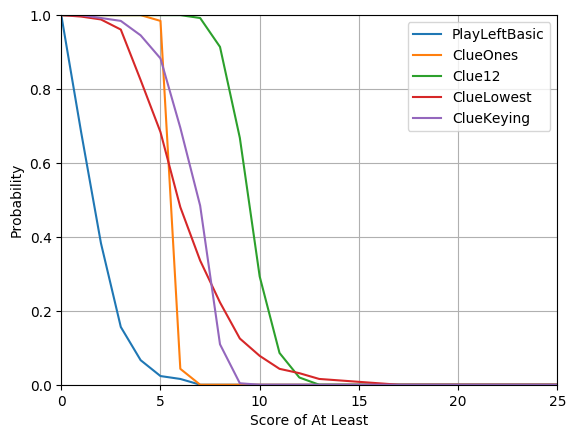 1.0
0.8
0.6
0.4
0.2
0.0
Probability
0 5 10 15 20 25
Score of At Least
PlayLeftBasic
ClueOnes
Clue12
ClueLowest
ClueKeying